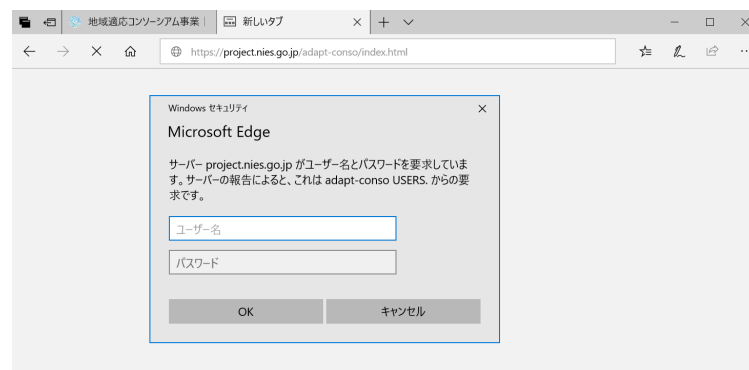 地域適応コンソーシアム事業｜
新しいタブ
https://project.nies.go.jp/adapt-conso/index.html
Windows セキュリティ
Microsoft Edge
サーバー project.nies.go.jp がユーザー名とパスワードを要求していま
す。サーバーの報告によると、これは adapt-conso USERS. からの要
求です。
ユーザー名
パスワード
OK
キャンセル